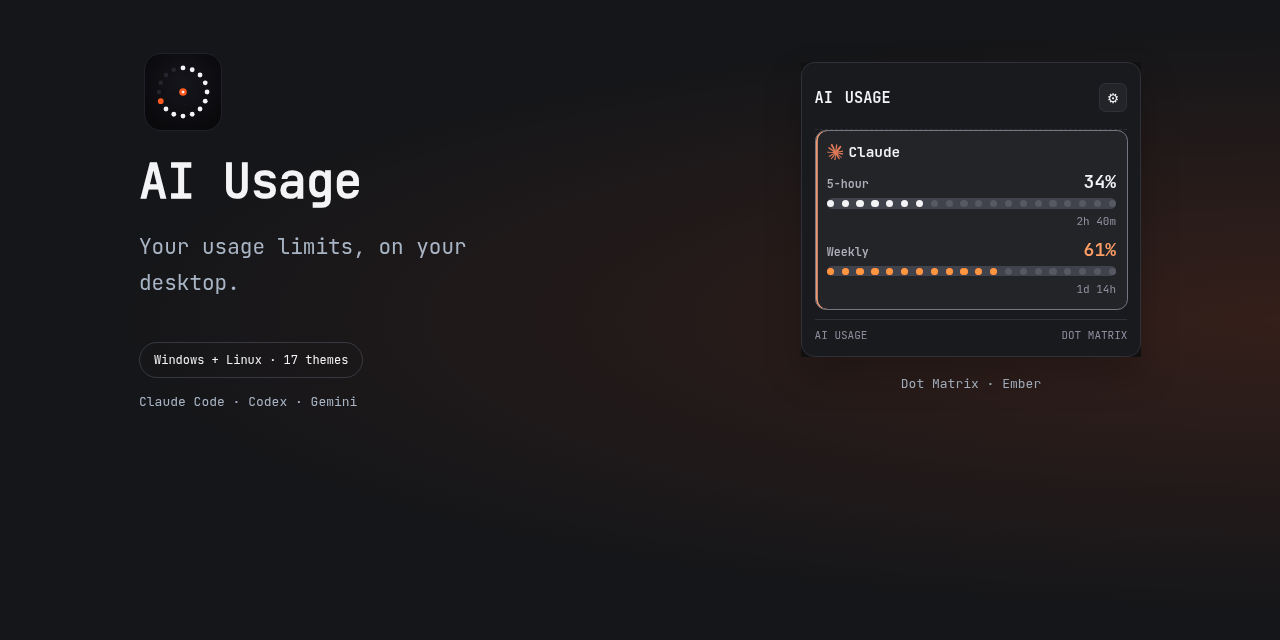 AI Usage
Your usage limits, on your
desktop.
Windows + Linux · 17 themes
Claude Code · Codex · Gemini
AI USAGE
Claude
5-hour 34%
2h 40m
Weekly 61%
1d 14h
AI USAGE DOT MATRIX
Dot Matrix · Ember